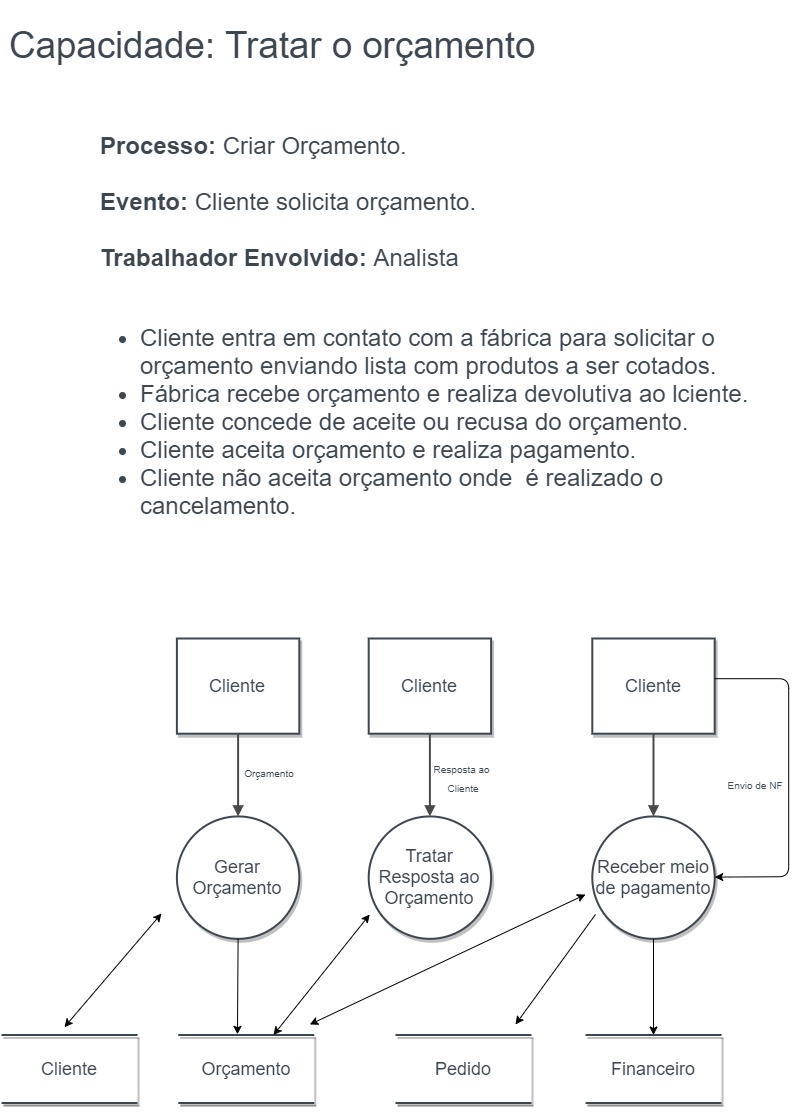 Capacidade: Tratar o orçamento
Processo: Criar Orçamento.
Evento: Cliente solicita orçamento.
Trabalhador Envolvido: Analista
• Cliente entra em contato com a fábrica para solicitar o
orçamento enviando lista com produtos a ser cotados.
• Fábrica recebe orçamento e realiza devolutiva ao lciente.
• Cliente concede de aceite ou recusa do orçamento.
• Cliente aceita orçamento e realiza pagamento.
• Cliente não aceita orçamento onde  é realizado o
cancelamento.
Cliente
Cliente
Cliente
Orçamento
Resposta ao
Cliente
Envio de NF
Gerar
Orçamento
Tratar
Resposta ao
Orçamento
Receber meio
de pagamento
Cliente
Orçamento
Pedido
Financeiro